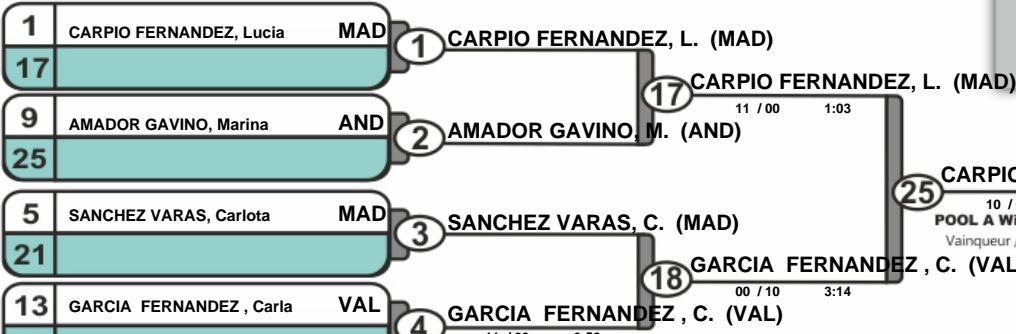 1 CARPIO FERNANDEZ, Lucia MAD
17
1 CARPIO FERNANDEZ, L. (MAD)
17 CARPIO FERNANDEZ, L. (MAD)
11 / 00 1:03
9 AMADOR GAVINO, Marina AND
25
2 AMADOR GAVINO, M. (AND)
25 CARPIO
10 /
POOL A Wi
Vainqueur
5 SANCHEZ VARAS, Carlota MAD
21
3 SANCHEZ VARAS, C. (MAD)
18 GARCIA FERNANDEZ , C. (VAL
00 / 10 3:14
13 GARCIA FERNANDEZ , Carla VAL
4 GARCIA FERNANDEZ , C. (VAL)